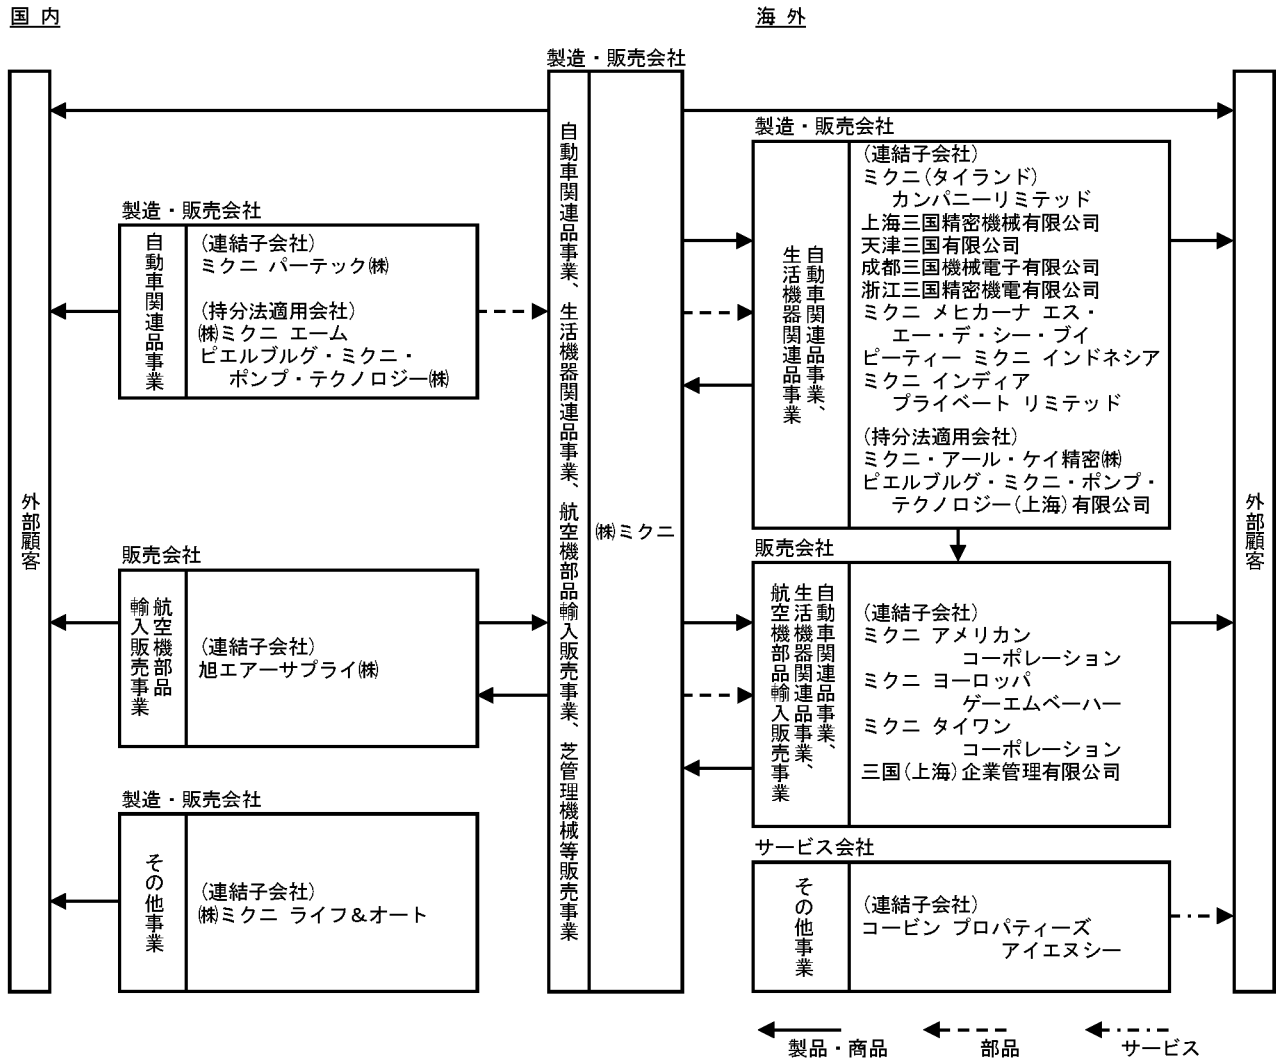 国内
海外
製造・販売会社
外部顧客
製造・販売会社
自動車関連品事業
(連結子会社)
ミクニ パーテック㈱
(持分法適用会社)
㈱ミクニ エーム
ピエルブルグ・ミクニ・
ポンプ・テクノロジー㈱
販売会社
航空機部品
輸入販売事業
(連結子会社)
旭エアーサプライ㈱
製造・販売会社
その他事業
(連結子会社)
㈱ミクニ ライフ＆オート
自動車関連品事業、生活機器関連品事業、航空機部品輸入販売事業、芝管理機械等販売事業
㈱ミクニ
製造・販売会社
自動車関連品事業、
生活機器関連品事業
(連結子会社)
ミクニ(タイランド)
カンパニーリミテッド
上海三国精密機械有限公司
天津三国有限公司
成都三国機械電子有限公司
浙江三国精密機電有限公司
ミクニ メヒカーナ エス・
エー・デ・シー・ブイ
ピーティー ミクニ インドネシア
ミクニ インディア
プライベート リミテッド
(持分法適用会社)
ミクニ・アール・ケイ精密㈱
ピエルブルグ・ミクニ・ポンプ・
テクノロジー(上海)有限公司
販売会社
自動車関連品事業、
生活機器関連品事業、
航空機部品輸入販売事業
(連結子会社)
ミクニ アメリカン
コーポレーション
ミクニ ヨーロッパ
ゲーエムベーハー
ミクニ タイワン
コーポレーション
三国(上海)企業管理有限公司
サービス会社
その他事業
(連結子会社)
コービン プロパティーズ
アイエヌシー
外部顧客
製品・商品
部品
サービス